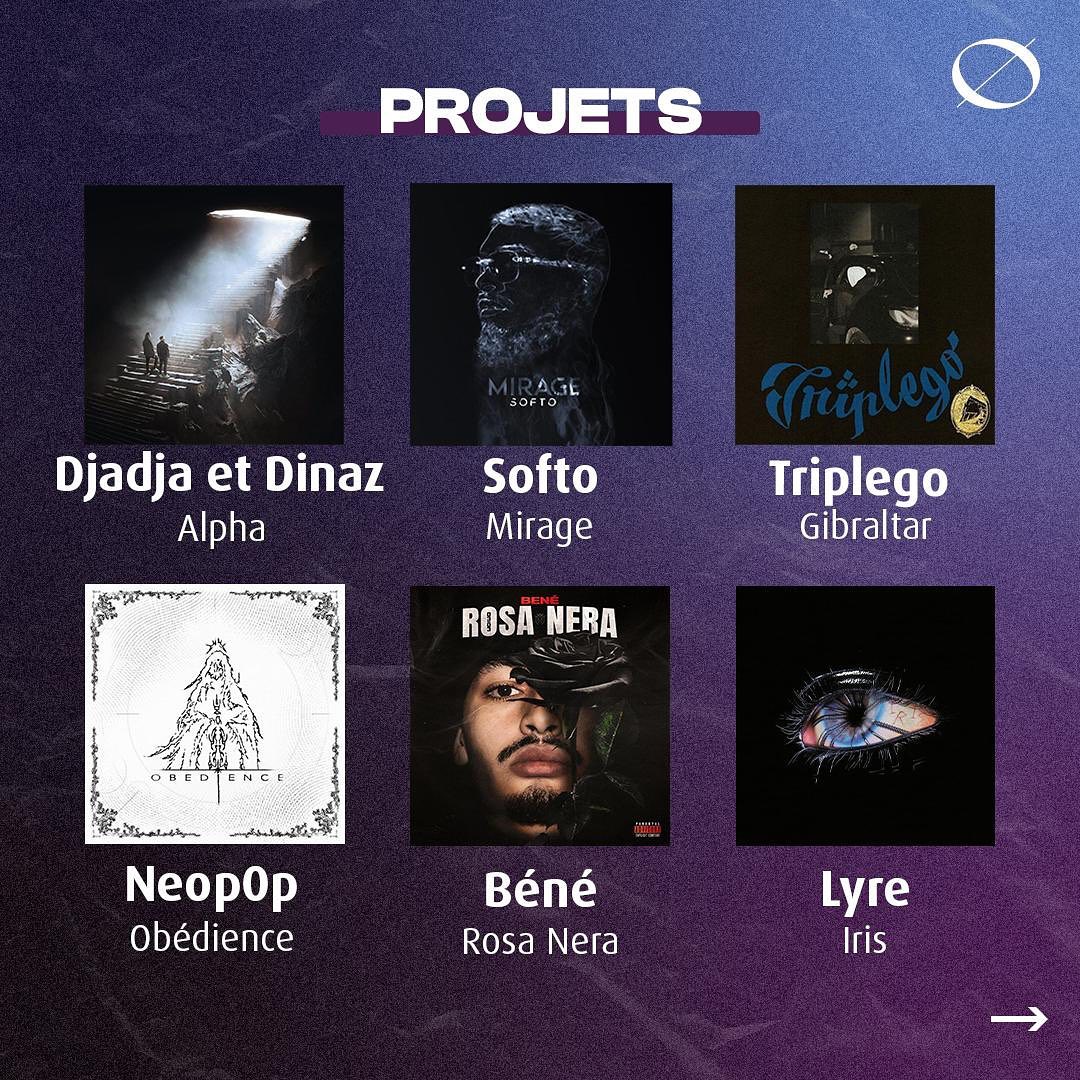 PROJETS
MIRAGE
SOFTO
Triplego
Djadja et Dinaz
Alpha
Softo
Mirage
Triplego
Gibraltar
OBEDIENCE
BENÉ
ROSA NERA
PARENTAL
ADVISORY
EXPLICIT CONTENT
Neop0p
Obédience
Béné
Rosa Nera
Lyre
Iris